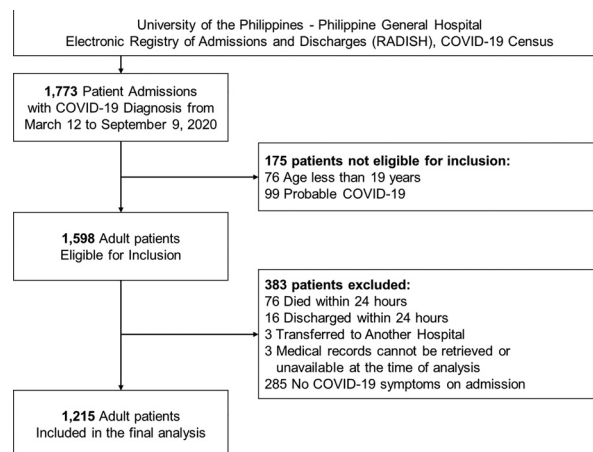 University of the Philippines - Philippine General Hospital
Electronic Registry of Admissions and Discharges (RADISH), COVID-19 Census
1,773 Patient Admissions
with COVID-19 Diagnosis from
March 12 to September 9, 2020
175 patients not eligible for inclusion:
76 Age less than 19 years
99 Probable COVID-19
1,598 Adult patients
Eligible for Inclusion
383 patients excluded:
76 Died within 24 hours
16 Discharged within 24 hours
3 Transferred to Another Hospital
3 Medical records cannot be retrieved or
unavailable at the time of analysis
285 No COVID-19 symptoms on admission
1,215 Adult patients
Included in the final analysis